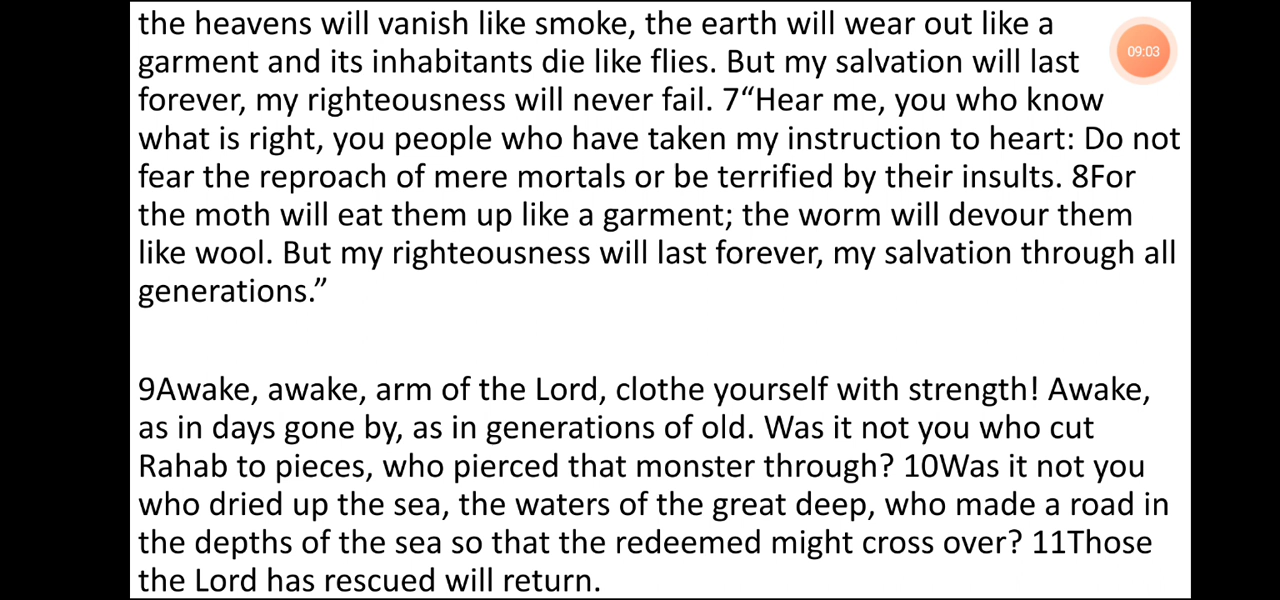 the heavens will vanish like smoke, the earth will wear out like a
garment and its inhabitants die like flies. But my salvation will last
forever, my righteousness will never fail. 7“Hear me, you who know
what is right, you people who have taken my instruction to heart: Do not
fear the reproach of mere mortals or be terrified by their insults. 8For
the moth will eat them up like a garment; the worm will devour them
like wool. But my righteousness will last forever, my salvation through all
generations.”
9Awake, awake, arm of the Lord, clothe yourself with strength! Awake,
as in days gone by, as in generations of old. Was it not you who cut
Rahab to pieces, who pierced that monster through? 10Was it not you
who dried up the sea, the waters of the great deep, who made a road in
the depths of the sea so that the redeemed might cross over? 11Those
the Lord has rescued will return.
09:03